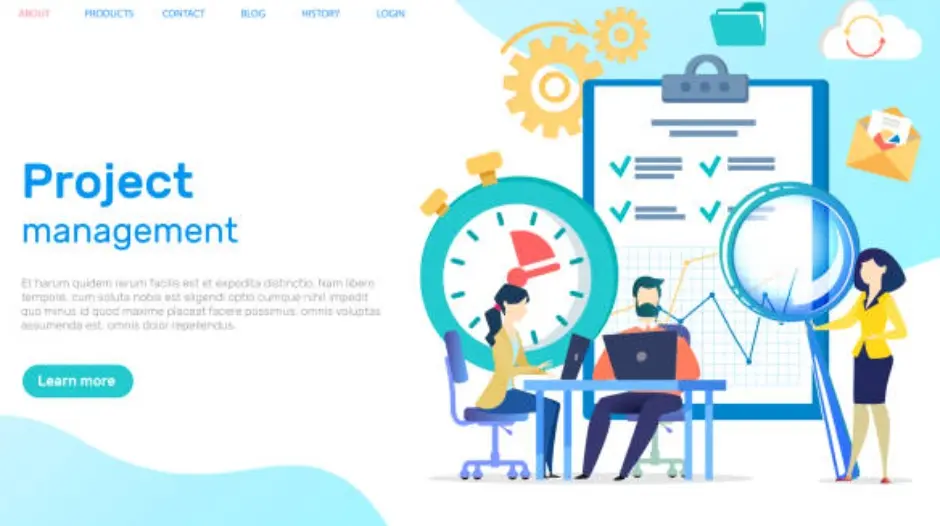 ABOUT PRODUCTS CONTACT BLOG HISTORY LOGIN
Project
management
Et harum quidem rerum facilis est et expedita distinctio. Nam libero
tempore, cum soluta nobis est eligendi optio cumque nihil impedit
quo minus id quod maxime placeat facere possimus, omnis voluptas
assumenda est, omnis dolor repellendus.
Learn more